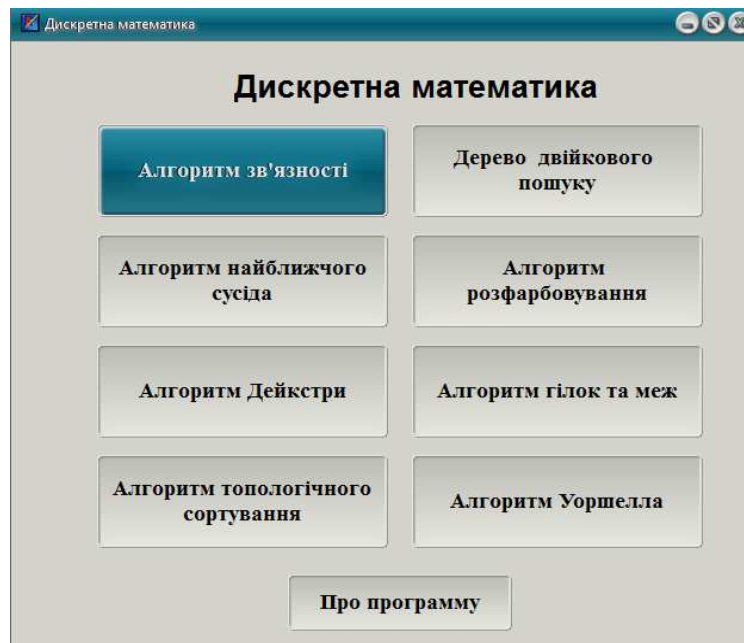 Дискретна математика
Дискретна математика
Алгоритм зв'язності
Дерево двійкового
пошуку
Алгоритм найближчого
сусіда
Алгоритм
розфарбовування
Алгоритм Дейкстри
Алгоритм гілок та меж
Алгоритм топологічного
сортування
Алгоритм Уоршелла
Про программу